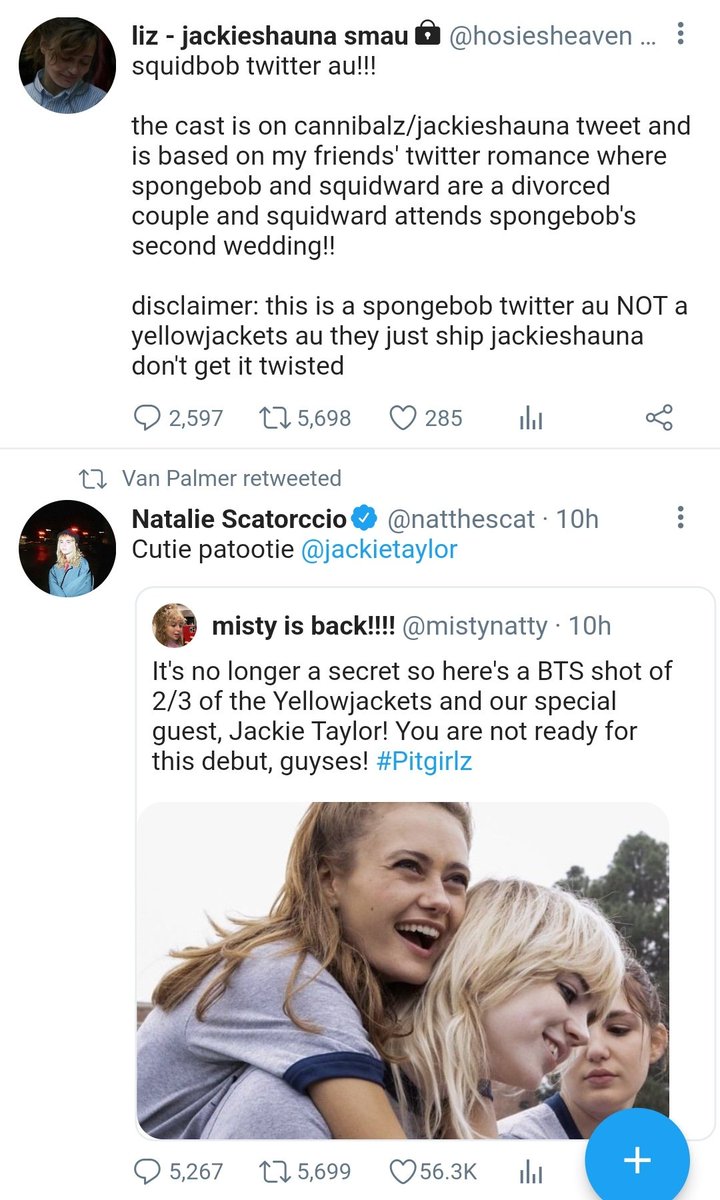 liz - jackieshauna smau🔒 @hosiesheaven ...
squidbob twitter au!!!
the cast is on cannibalz/jackieshauna tweet and
is based on my friends' twitter romance where
spongebob and squidward are a divorced
couple and squidward attends spongebob's
second wedding!!
disclaimer: this is a spongebob twitter au NOT a
yellowjackets au they just ship jackieshauna
don't get it twisted
2,597 5,698 285
Van Palmer retweeted
Natalie Scatorccio @natthescat · 10h
Cutie patootie @jackietaylor
misty is back!!!! @mistynatty · 10h
It's no longer a secret so here's a BTS shot of
2/3 of the Yellowjackets and our special
guest, Jackie Taylor! You are not ready for
this debut, guyses! #Pitgirlz
5,267 5,699 56.3K